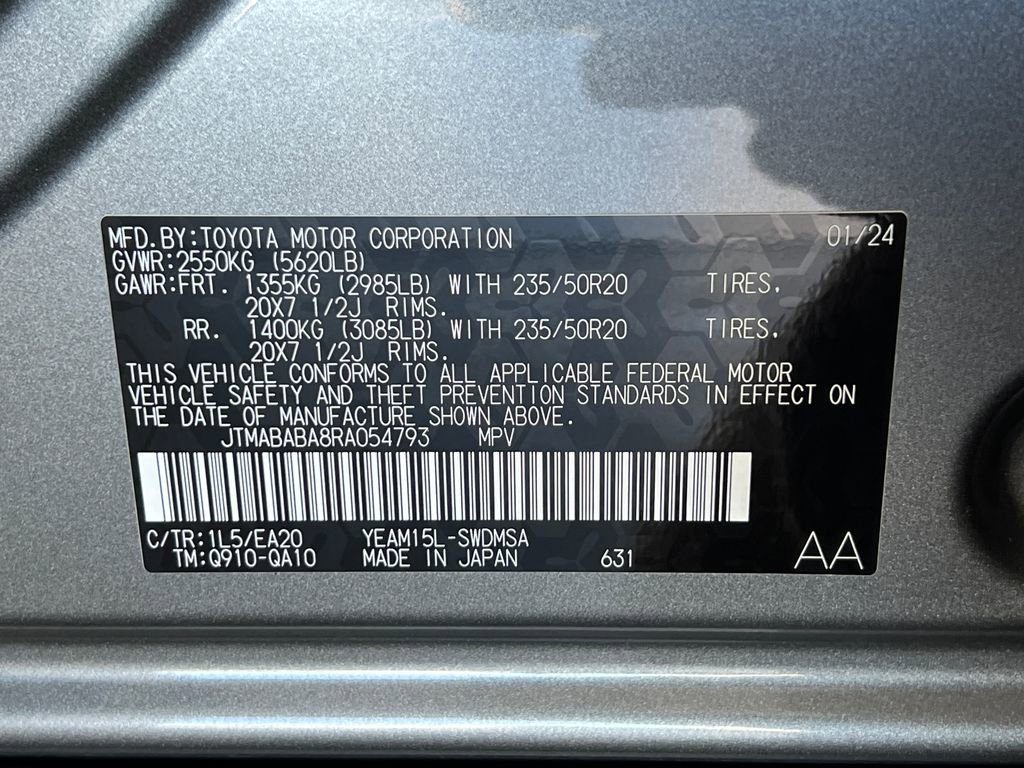 MFD.BY:TOYOTA MOTOR CORPORATION 01/24
GVWR:2550KG (5620LB)
GAWR:FRT. 1355KG (2985LB) WITH 235/50R20 TIRES,
20X7 1/2J RIMS.
RR. 1400KG (3085LB) WITH 235/50R20 TIRES,
20X7 1/2J RIMS.
THIS VEHICLE CONFORMS TO ALL APPLICABLE FEDERAL MOTOR
VEHICLE SAFETY AND THEFT PREVENTION STANDARDS IN EFFECT ON
THE DATE OF MANUFACTURE SHOWN ABOVE.
JTMABABA8RA054793 MPV
C/TR:1L5/EA20 YEAM15L-SWDMSA
TM:Q910-QA10 MADE IN JAPAN 631 AA